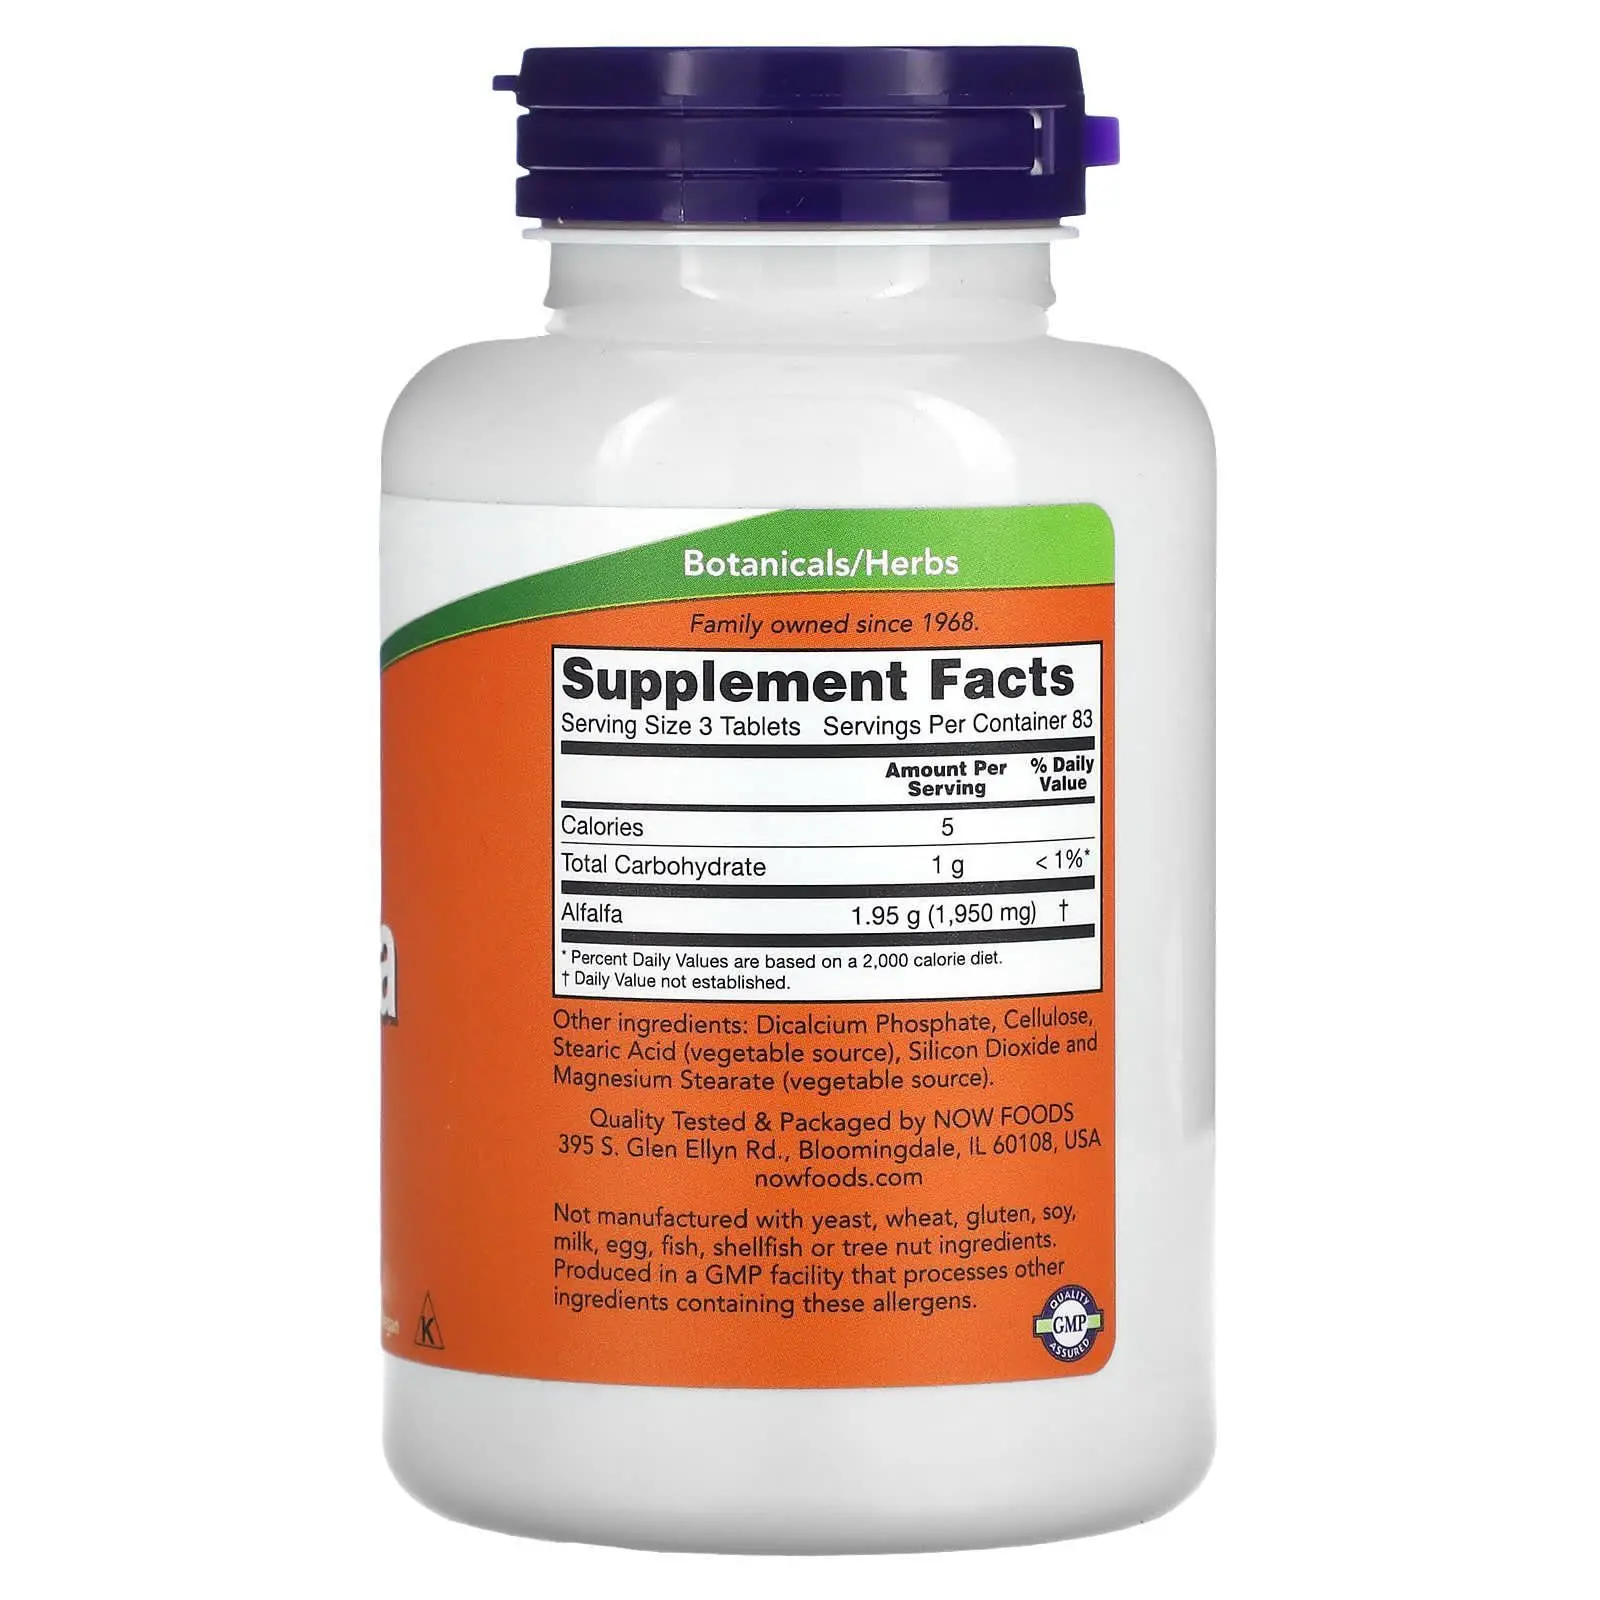 Botanicals/Herbs
Family owned since 1968.
Supplement Facts
Serving Size 3 Tablets Servings Per Container 83
Amount Per Serving % Daily Value
Calories 5
Total Carbohydrate 1 g < 1%*
Alfalfa 1.95 g (1,950 mg) †
* Percent Daily Values are based on a 2,000 calorie diet.
† Daily Value not established.
a
Other ingredients: Dicalcium Phosphate, Cellulose,
Stearic Acid (vegetable source), Silicon Dioxide and
Magnesium Stearate (vegetable source).
Quality Tested & Packaged by NOW FOODS
395 S. Glen Ellyn Rd., Bloomingdale, IL 60108, USA
nowfoods.com
Not manufactured with yeast, wheat, gluten, soy,
milk, egg, fish, shellfish or tree nut ingredients.
Produced in a GMP facility that processes other
ingredients containing these allergens.
K
QUALITY
GMP
ASSURED